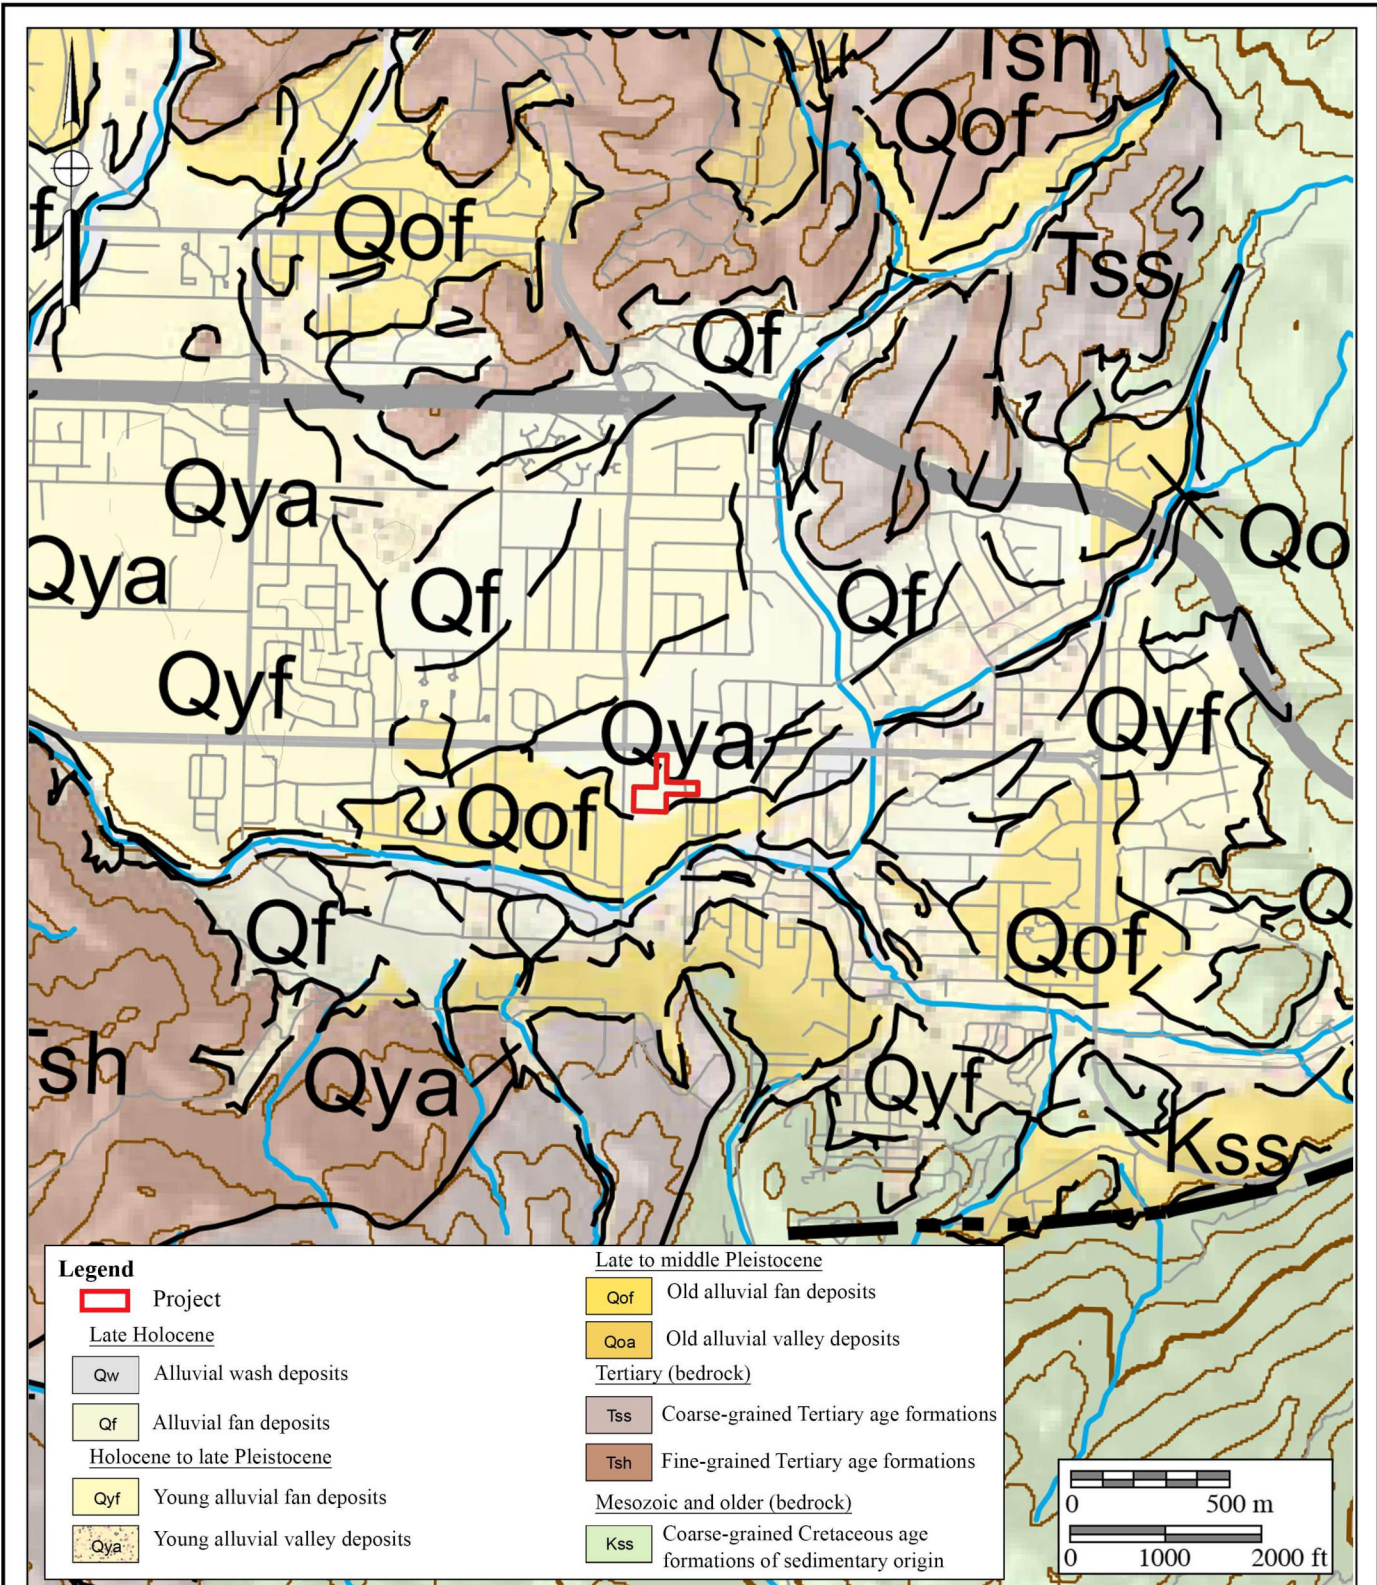 Tsh
Qof
f
Qof
Tss
Qf
Qya
Qo
Qya
Qf
Qf
Qyf
Qya
Qyf
Qof
Q
Qf
Qof
Tsh
Qya
Qyf
Kss
Legend
Project
Late Holocene
Qw Alluvial wash deposits
Qf Alluvial fan deposits
Holocene to late Pleistocene
Qyf Young alluvial fan deposits
Qya Young alluvial valley deposits
Late to middle Pleistocene
Qof Old alluvial fan deposits
Qoa Old alluvial valley deposits
Tertiary (bedrock)
Tss Coarse-grained Tertiary age formations
Tsh Fine-grained Tertiary age formations
Mesozoic and older (bedrock)
Kss Coarse-grained Cretaceous age
formations of sedimentary origin
0 500 m
0 1000 2000 ft